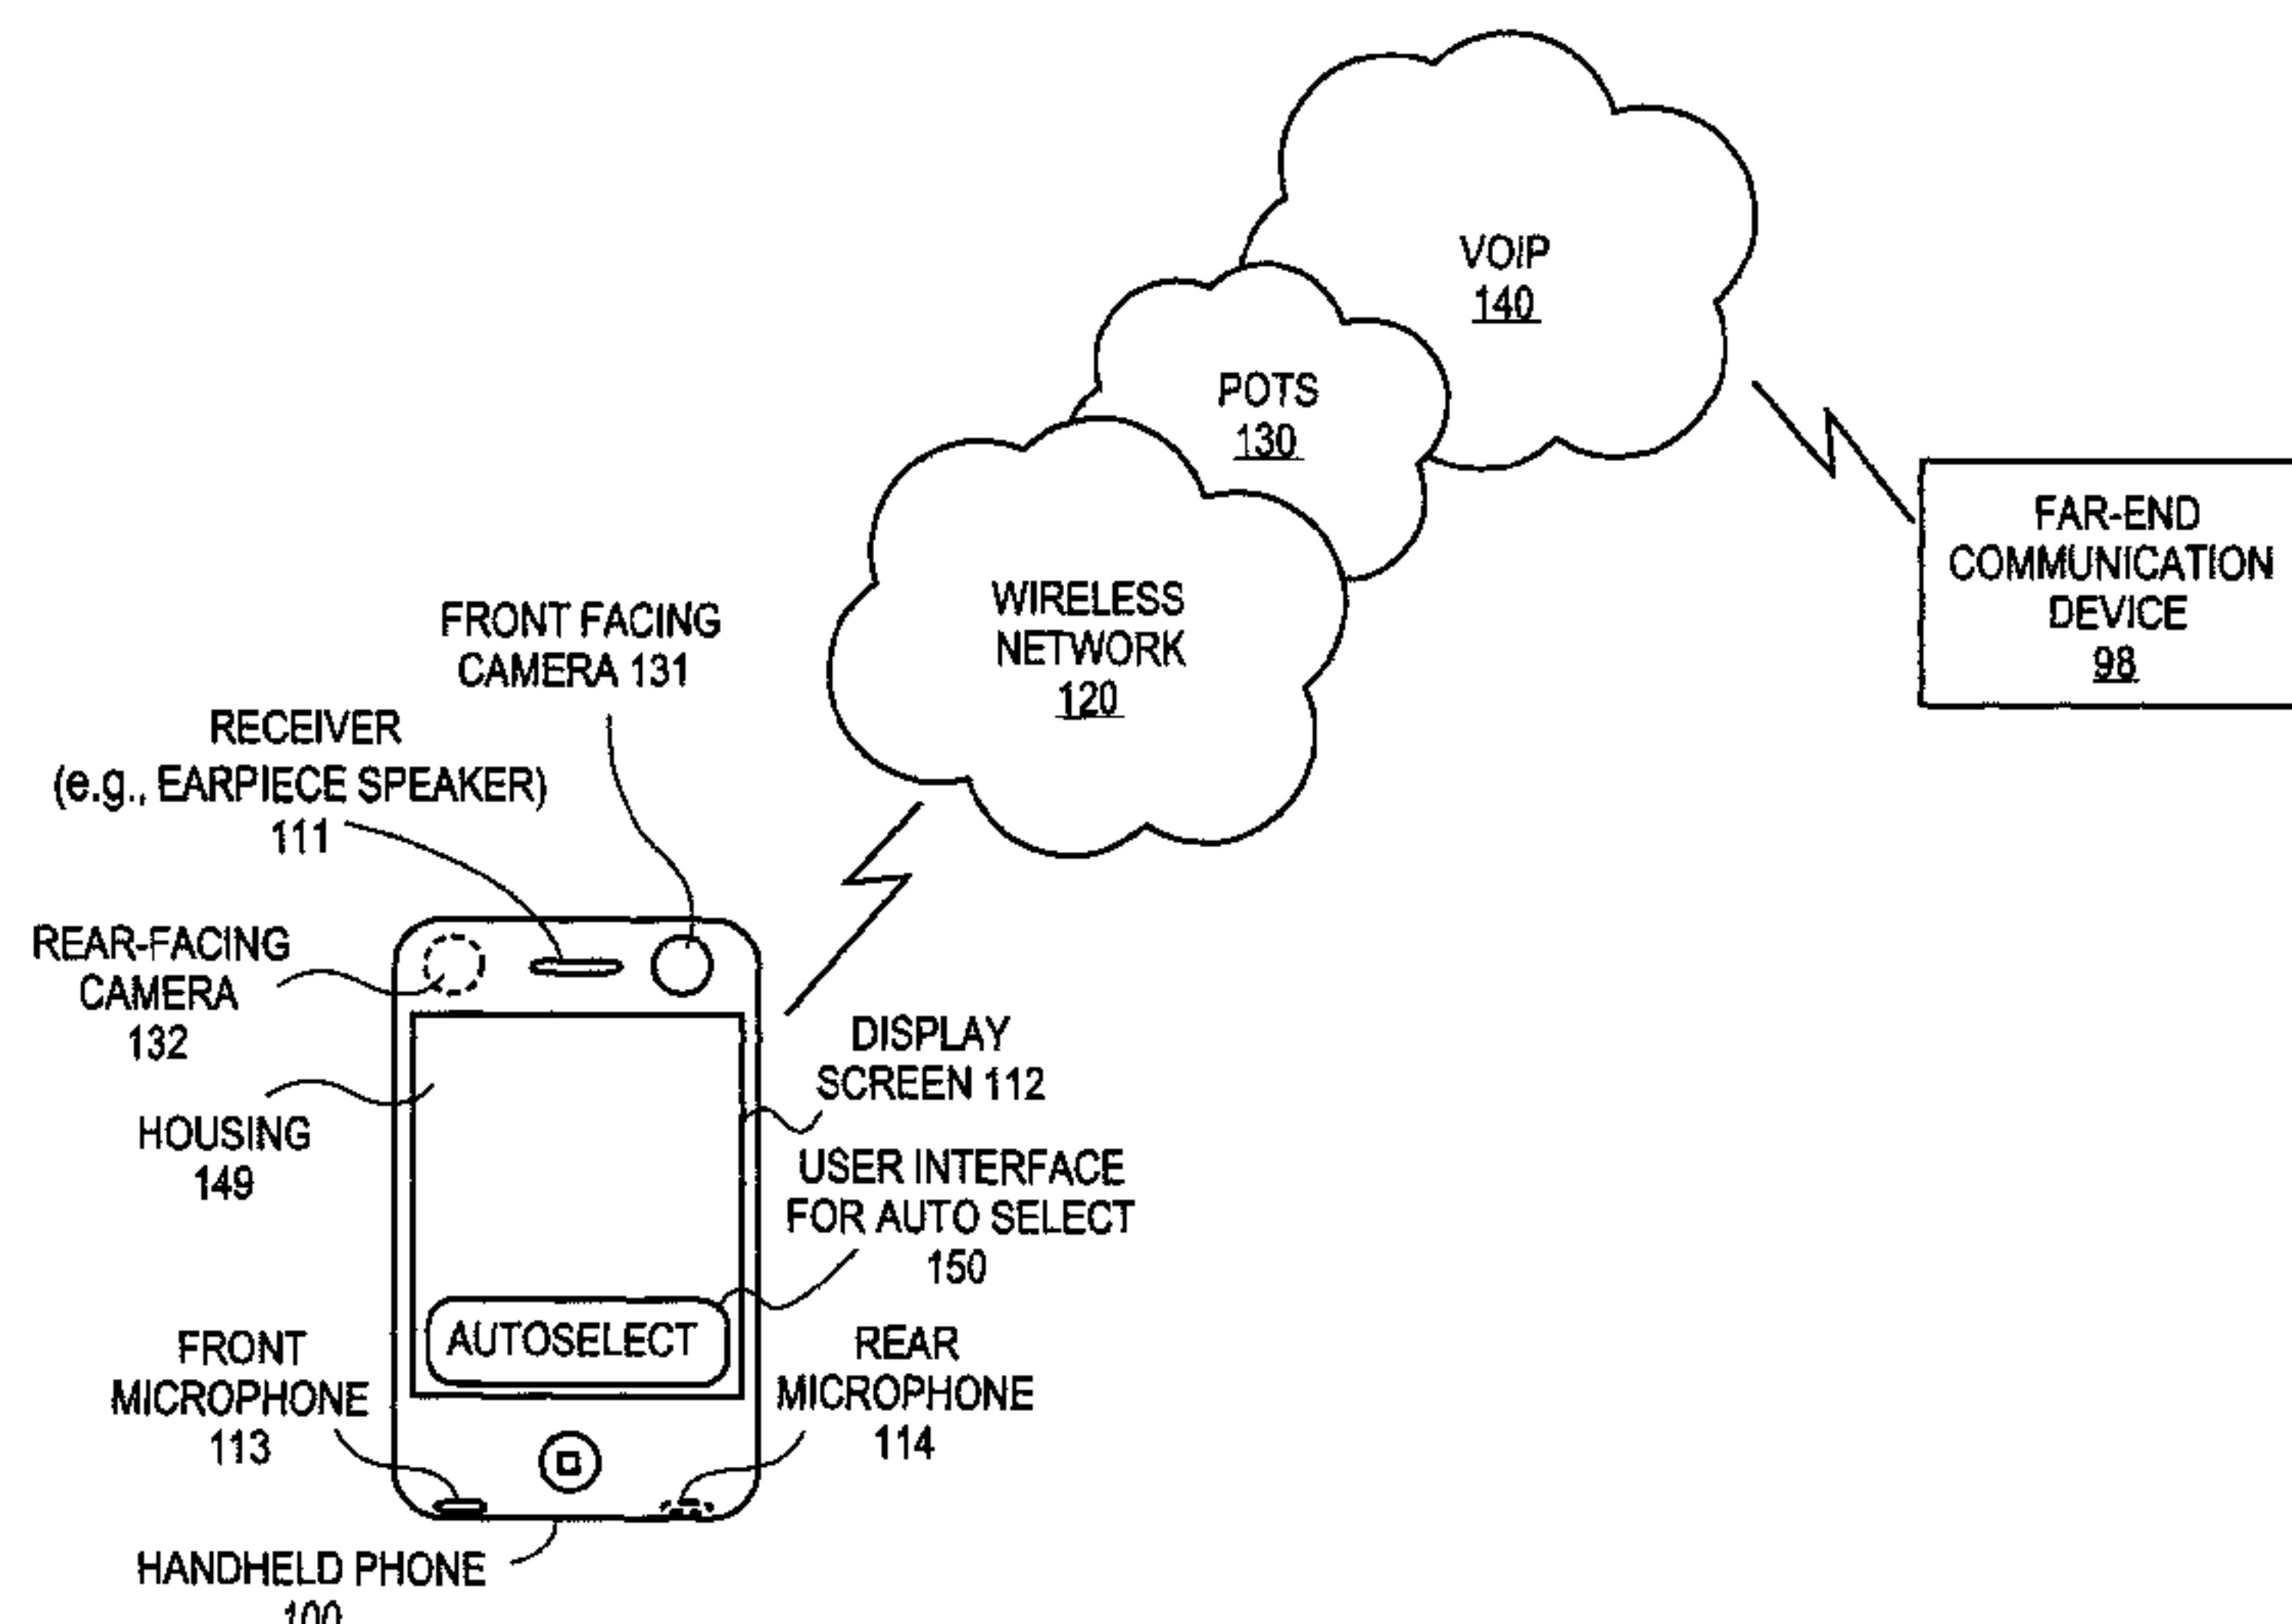 VOIP
140
POTS
130
WIRELESS
NETWORK
120
FAR-END
COMMUNICATION
DEVICE
98
FRONT FACING
CAMERA 131
RECEIVER
(e.g., EARPIECE SPEAKER)
111
REAR-FACING
CAMERA
132
HOUSING
149
DISPLAY
SCREEN 112
USER INTERFACE
FOR AUTO SELECT
150
AUTOSELECT
FRONT
MICROPHONE
113
REAR
MICROPHONE
114
HANDHELD PHONE
100